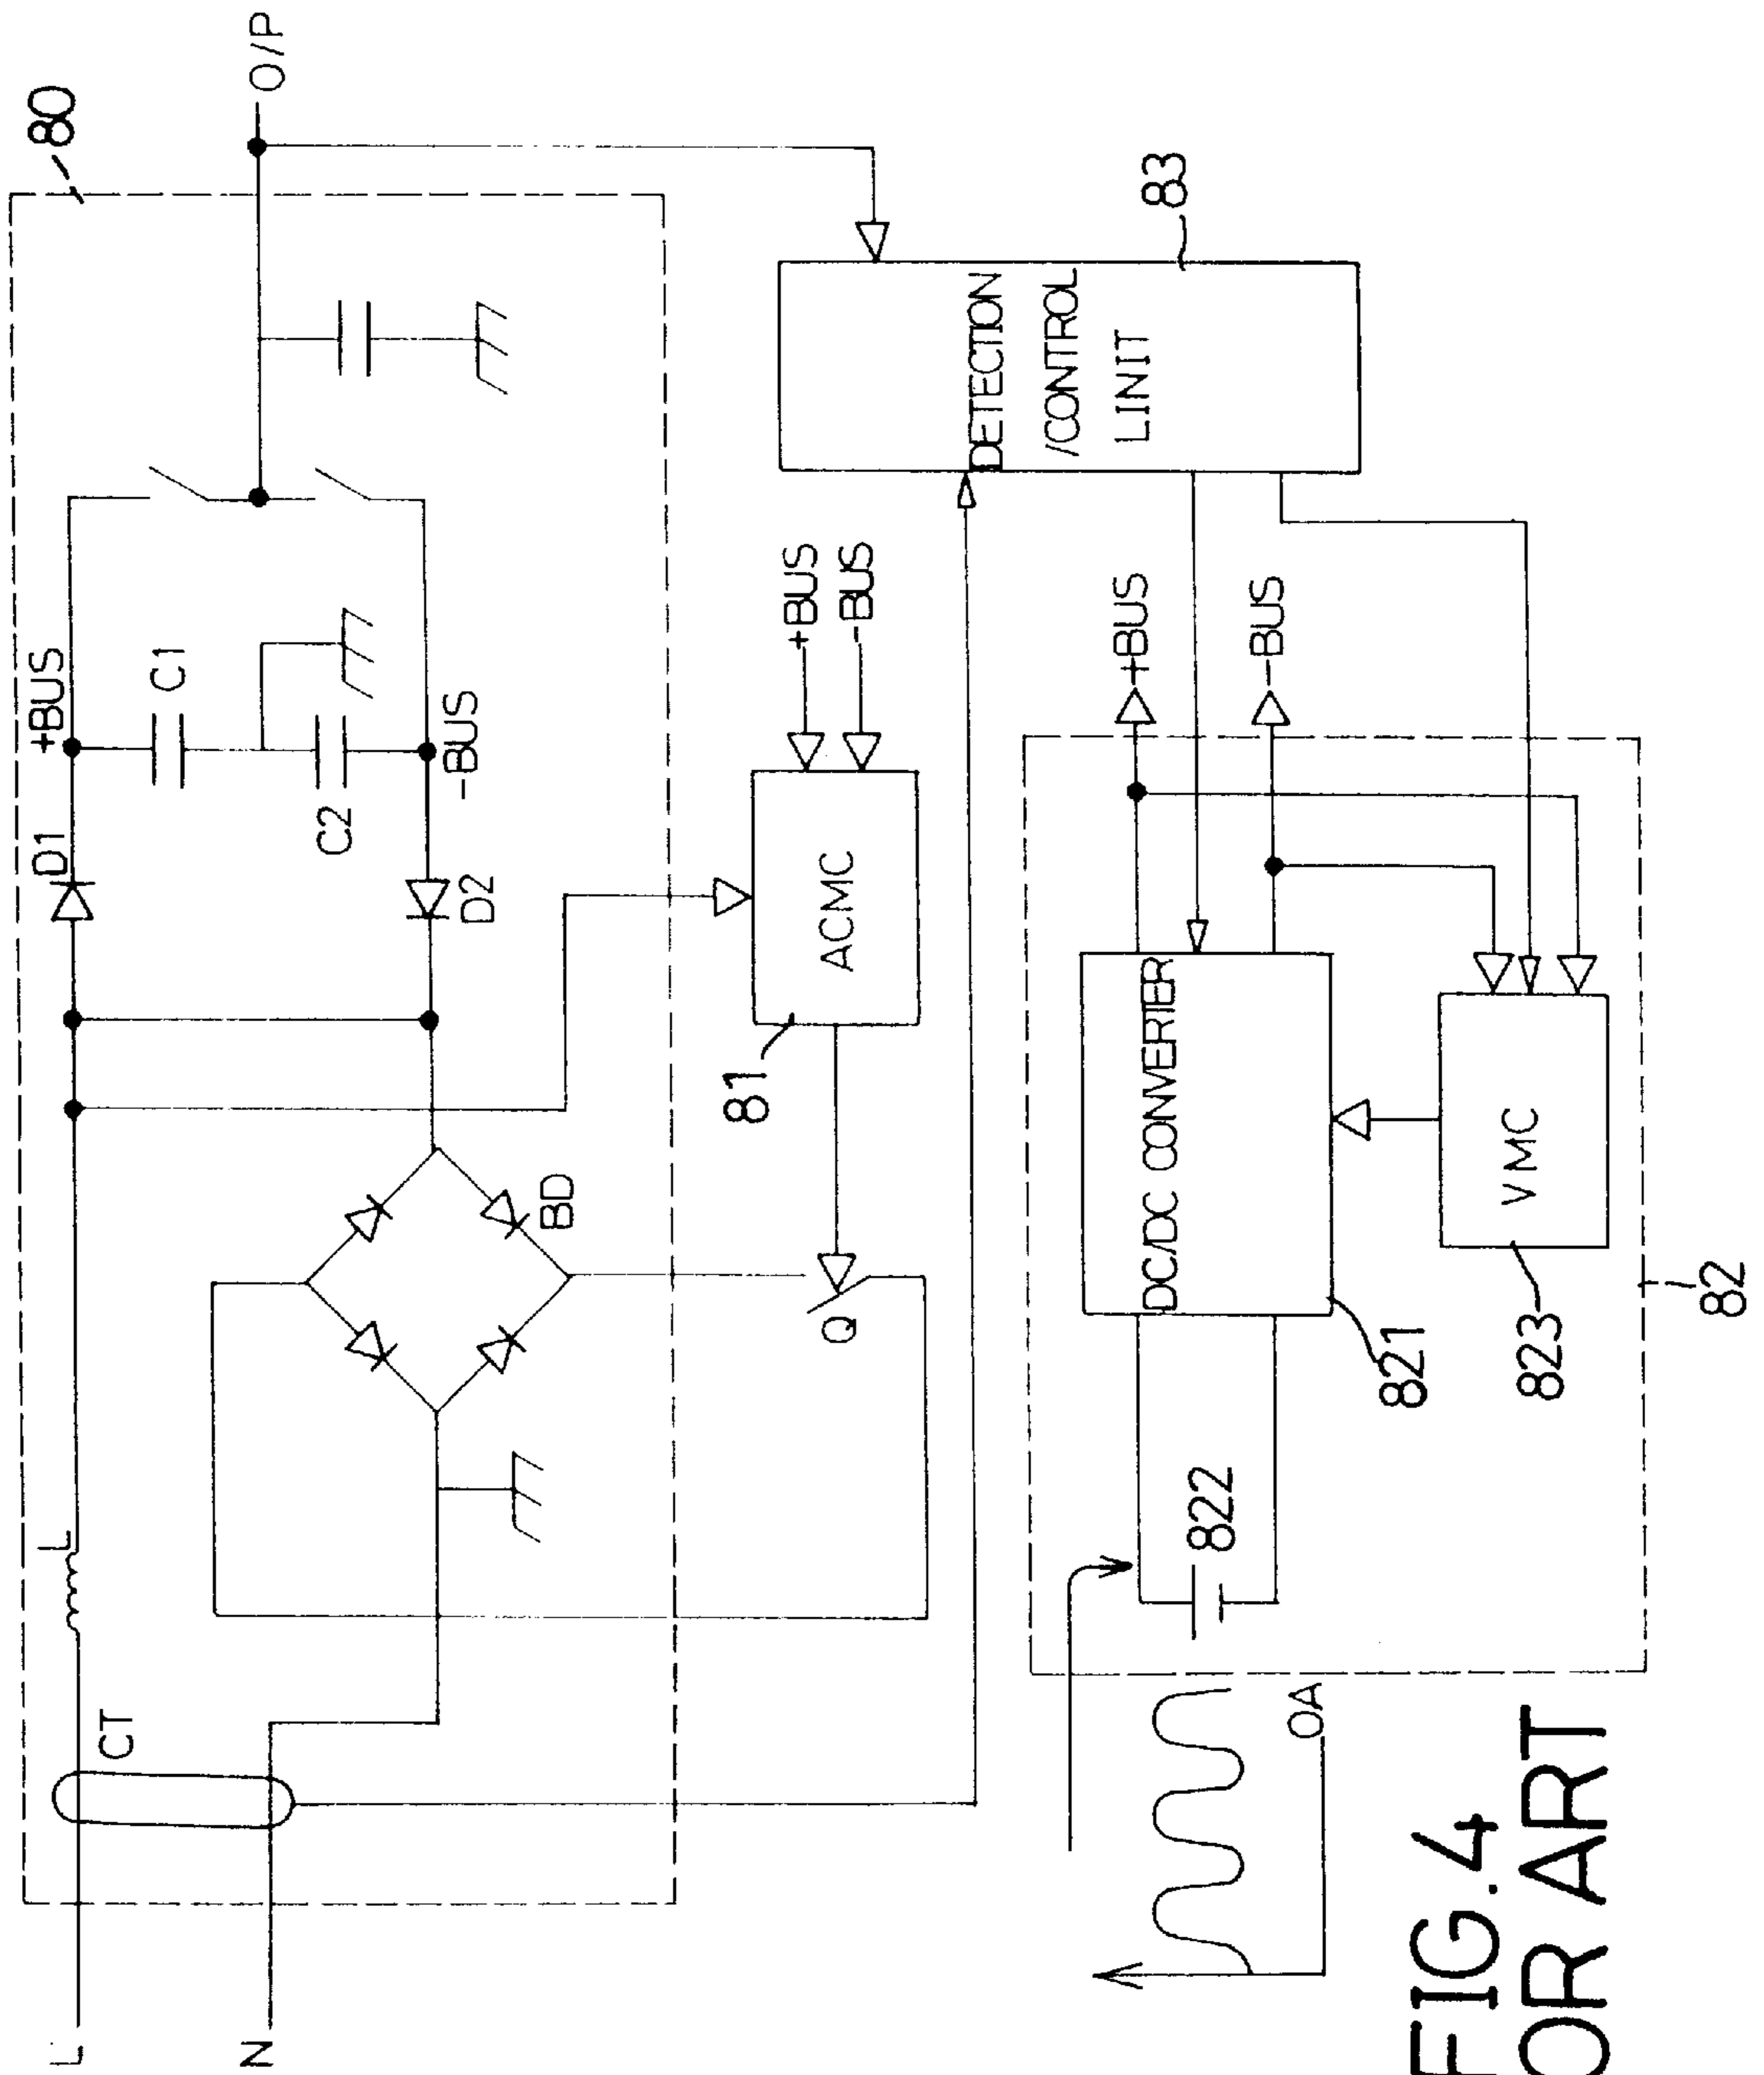 80
O/P
+BUS
D1
C1
C2
-BUS
D2
L
CT
L
N
BD
Q
81
ACMC
+BUS
-BUS
83
DETECTION
/CONTROL
LINIT
+BUS
-BUS
DC/DC CONVERTER
821
822
VMC
823
82
0A
FIG.4
OR ART